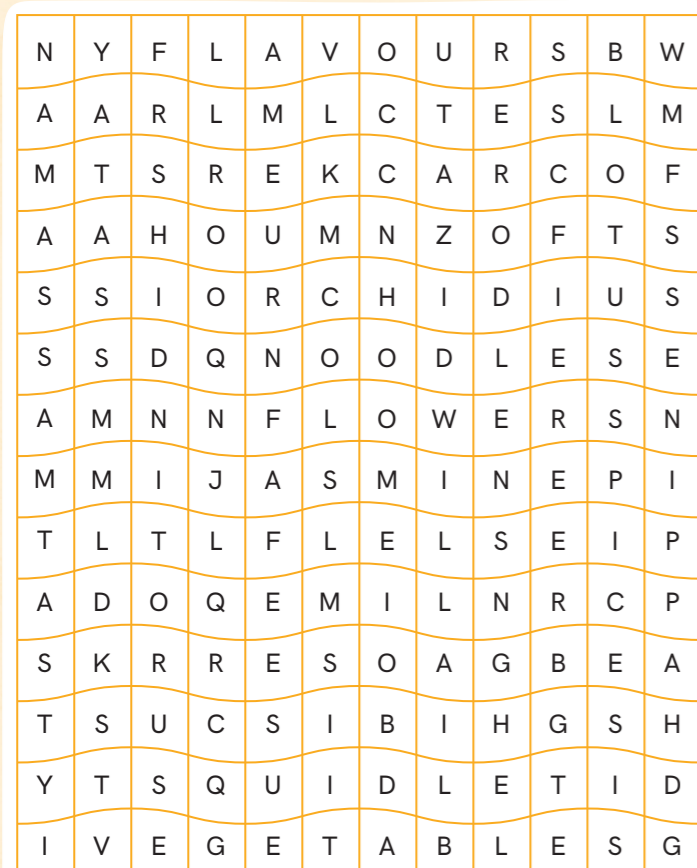 N Y F L A V O U R S B W
A A R L M L C T E S L M
M T S R E K C A R C O F
A A H O U M N Z O F T S
S S I O R C H I D I U S
S S D Q N O O D L E S E
A M N N F L O W E R S N
M M I J A S M I N E P I
T L T L F L E L S E I P
A D O Q E M I L N R C P
S K R R E S O A G B E A
T S U C S I B I H G S H
Y T S Q U I D L E T I D
I V E G E T A B L E S G